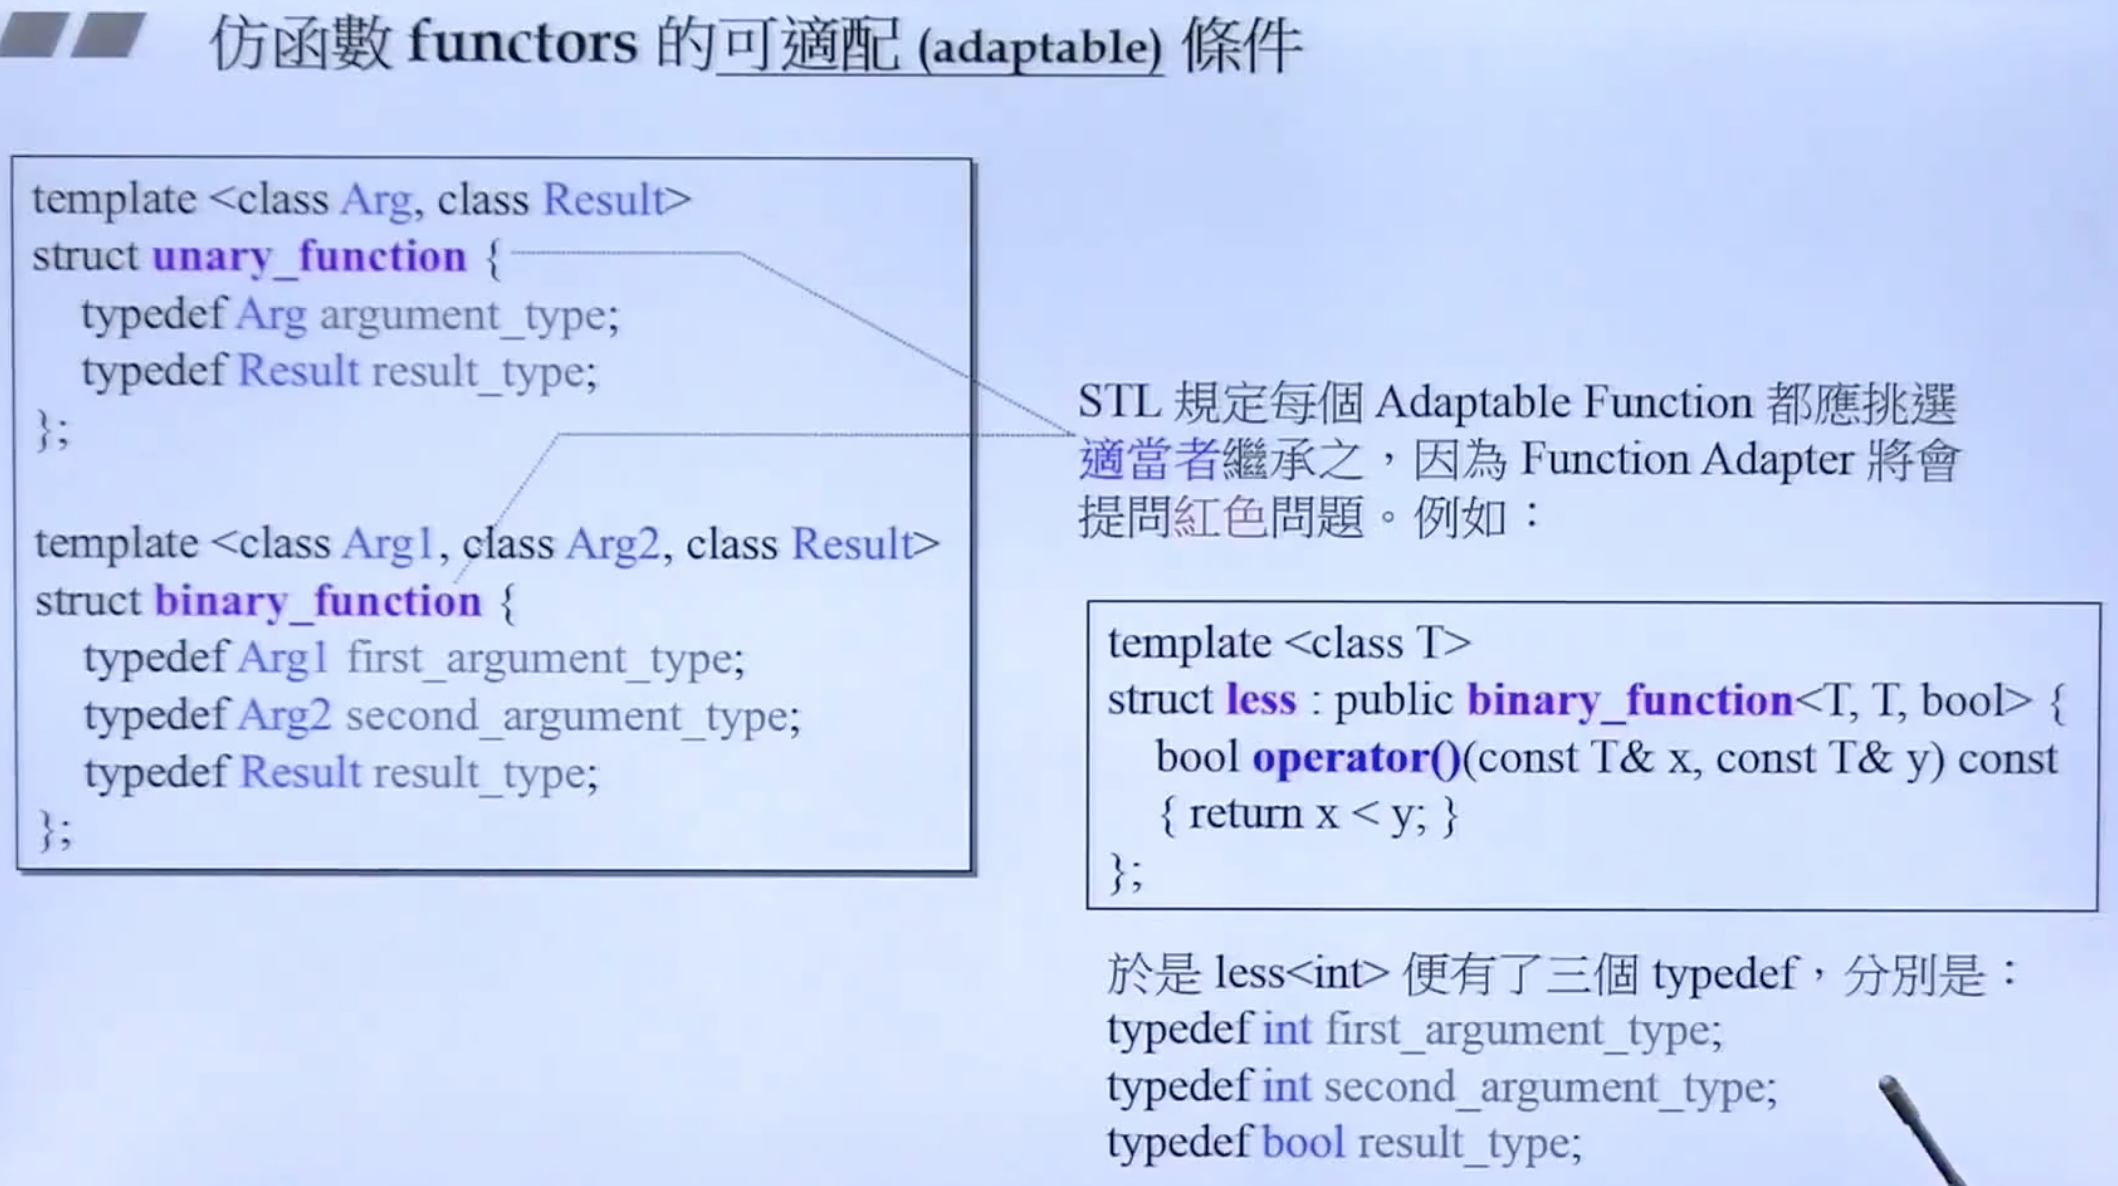 仿函數 functors 的可適配 (adaptable) 條件
template <class Arg, class Result>
struct unary_function {
typedef Arg argument_type;
typedef Result result_type;
};
template <class Arg1, class Arg2, class Result>
struct binary_function {
typedef Arg1 first_argument_type;
typedef Arg2 second_argument_type;
typedef Result result_type;
};
STL 規定每個 Adaptable Function 都應挑選
適當者繼承之，因為 Function Adapter 將會
提問紅色問題。例如：
template <class T>
struct less : public binary_function<T, T, bool> {
bool operator()(const T& x, const T& y) const
{ return x < y; }
};
於是 less<int> 便有了三個 typedef，分別是：
typedef int first_argument_type;
typedef int second_argument_type;
typedef bool result_type;